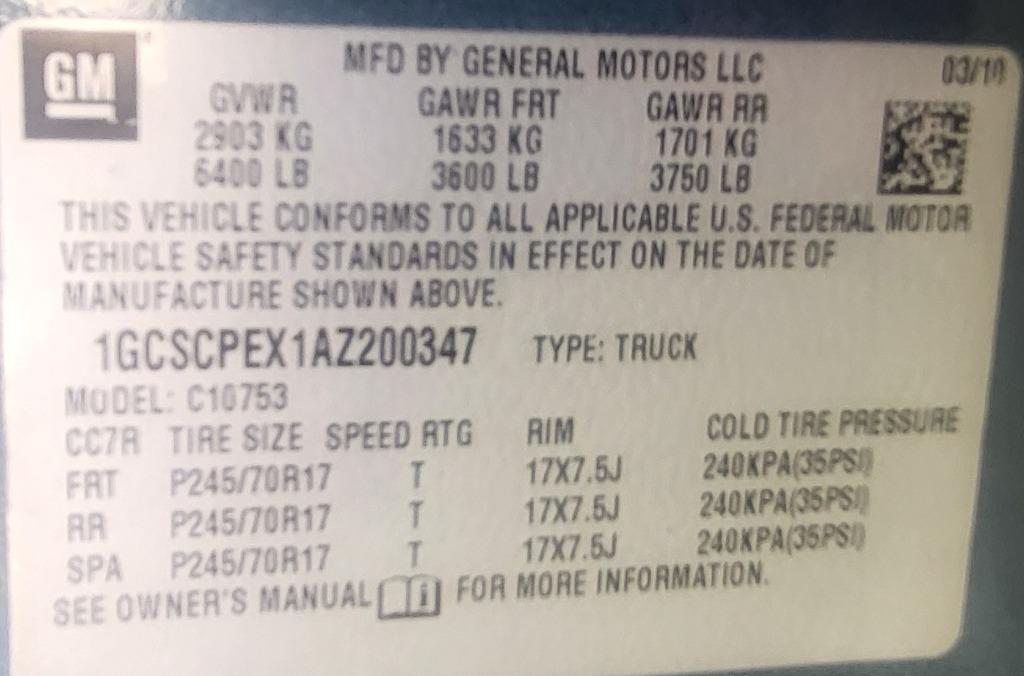 GM
MFD BY GENERAL MOTORS LLC 03/10
GVWR GAWR FRT GAWR RR
2903 KG 1633 KG 1701 KG
6400 LB 3600 LB 3750 LB
THIS VEHICLE CONFORMS TO ALL APPLICABLE U.S. FEDERAL MOTOR
VEHICLE SAFETY STANDARDS IN EFFECT ON THE DATE OF
MANUFACTURE SHOWN ABOVE.
1GCSCPEX1AZ200347 TYPE: TRUCK
MODEL: C10753
CC7R TIRE SIZE SPEED RTG RIM COLD TIRE PRESSURE
FRT P245/70R17 T 17X7.5J 240KPA(35PSI)
RR P245/70R17 T 17X7.5J 240KPA(35PSI)
SPA P245/70R17 T 17X7.5J 240KPA(35PSI)
SEE OWNER'S MANUAL i FOR MORE INFORMATION.